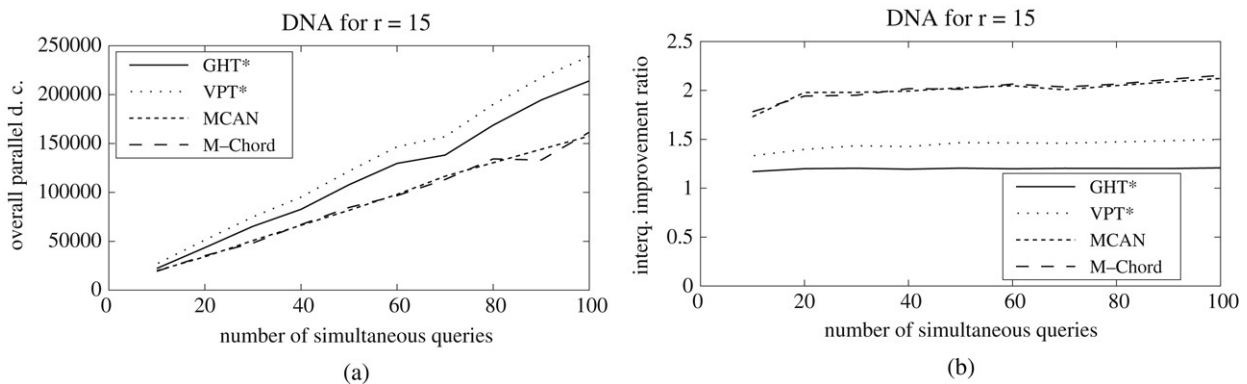 DNA for r = 15
250000
200000
150000
100000
50000
0
overall parallel d. c.
GHT*
VPT*
MCAN
M–Chord
0 20 40 60 80 100
number of simultaneous queries
(a)
DNA for r = 15
2.5
2
1.5
1
0.5
0
interq. improvement ratio
GHT*
VPT*
MCAN
M–Chord
0 20 40 60 80 100
number of simultaneous queries
(b)